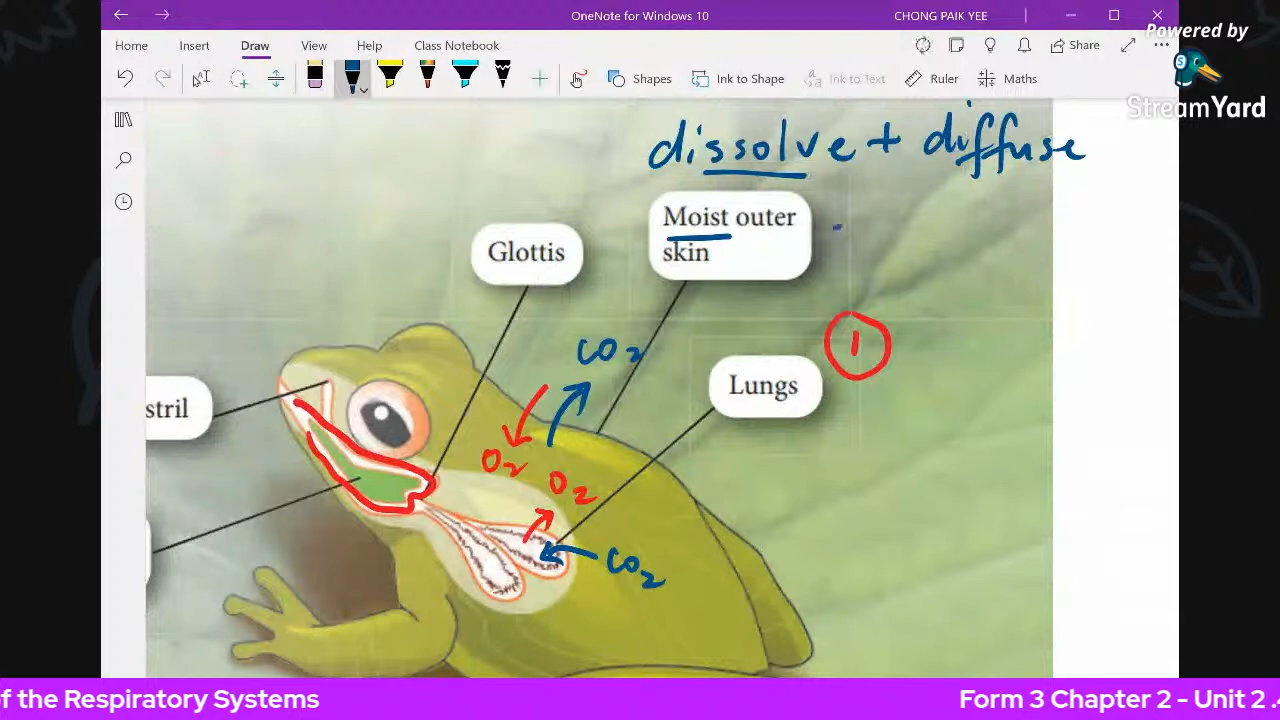 OneNote for Windows 10
CHONG PAIK YEE
Powered by
StreamYard
Home Insert Draw View Help Class Notebook
Share
Shapes
Ink to Shape
Ink to Text
Ruler
Maths
dissolve + diffuse
Moist outer
skin
Glottis
CO2
1
Lungs
stril
O2
O2
CO2
of the Respiratory Systems
Form 3 Chapter 2 - Unit 2 .4